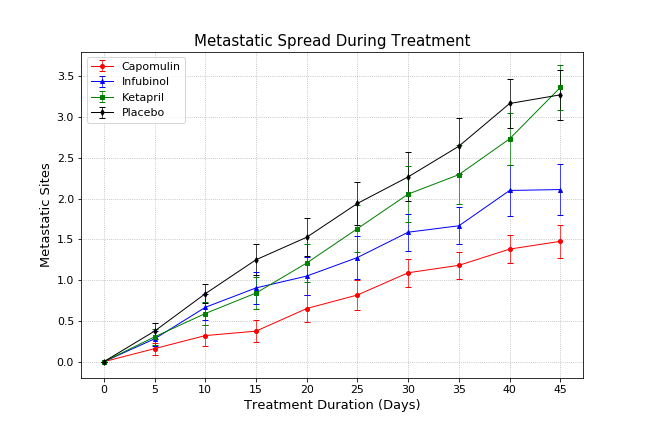 Metastatic Spread During Treatment
Capomulin
Infubinol
Ketapril
Placebo
Metastatic Sites
3.5
3.0
2.5
2.0
1.5
1.0
0.5
0.0
0 5 10 15 20 25 30 35 40 45
Treatment Duration (Days)